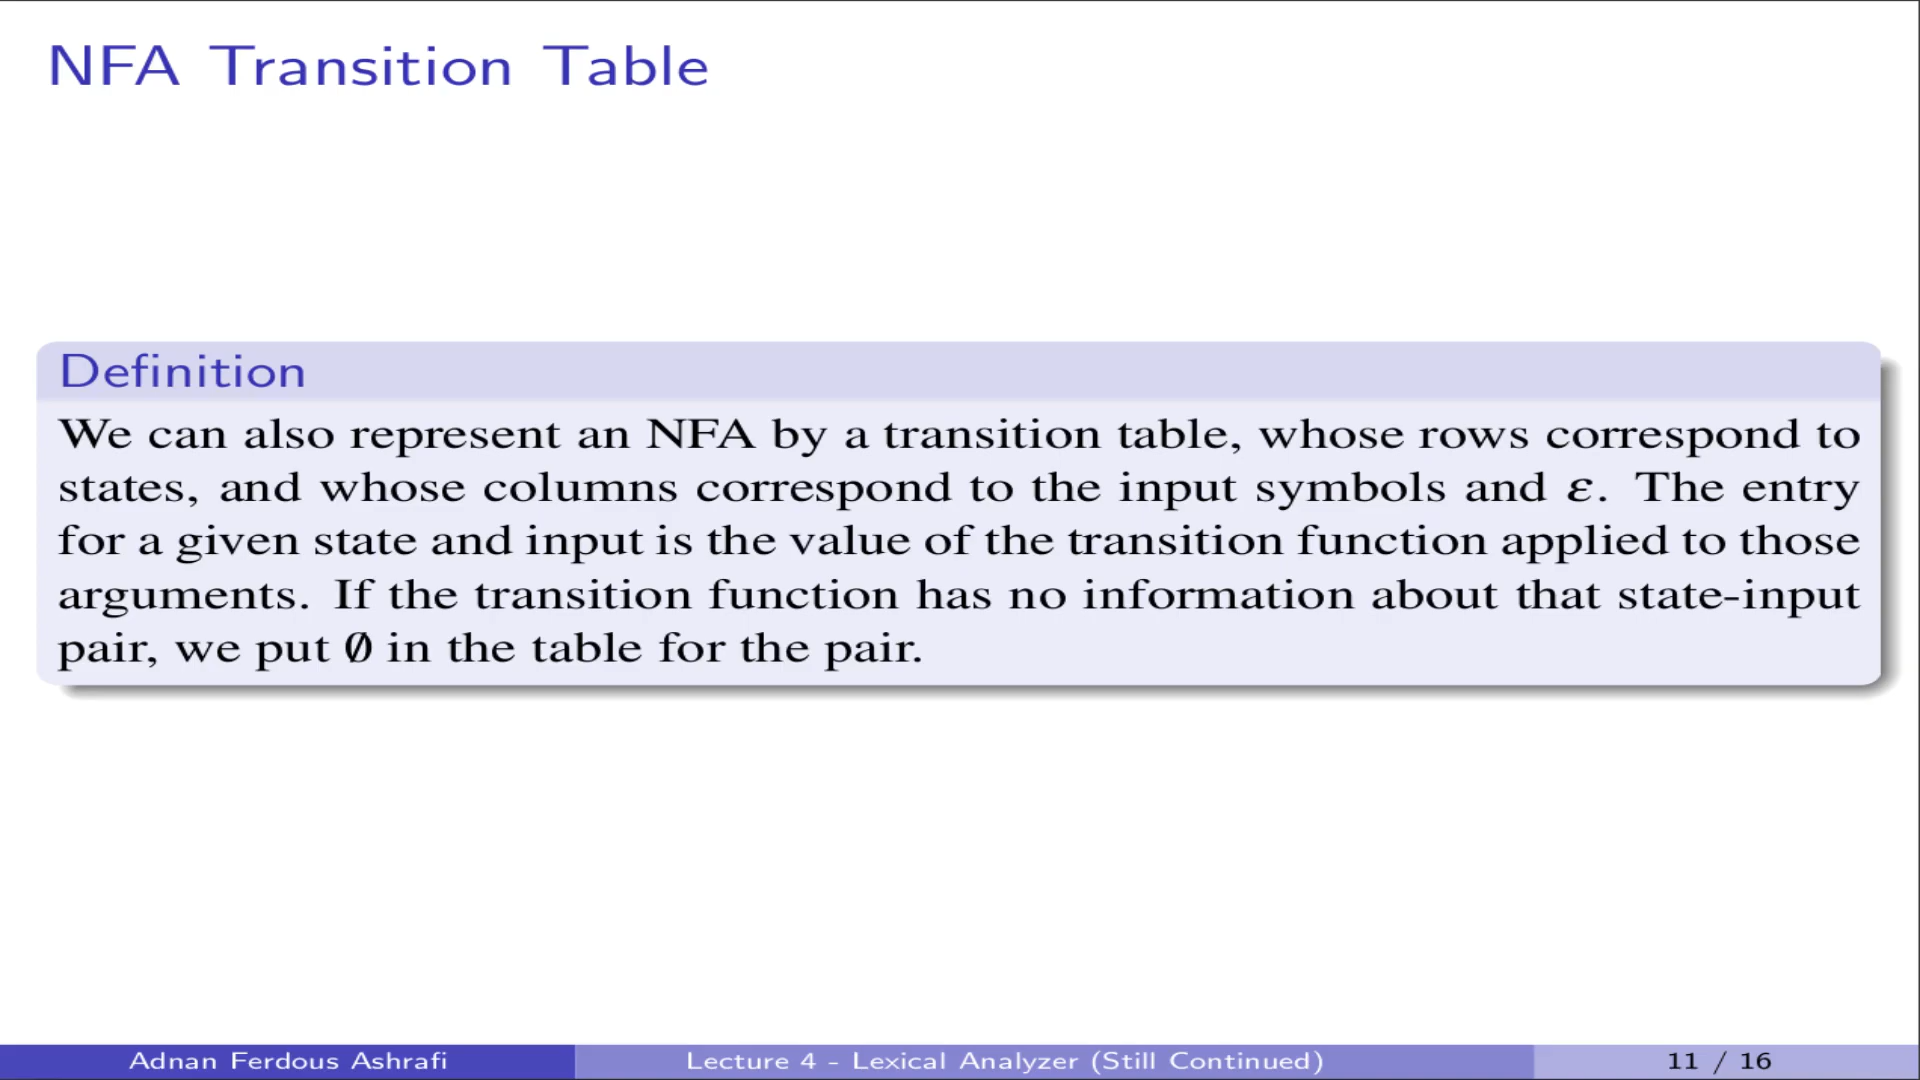 NFA Transition Table
Definition
We can also represent an NFA by a transition table, whose rows correspond to
states, and whose columns correspond to the input symbols and ε. The entry
for a given state and input is the value of the transition function applied to those
arguments. If the transition function has no information about that state-input
pair, we put ∅ in the table for the pair.
Adnan Ferdous Ashrafi
Lecture 4 - Lexical Analyzer (Still Continued)
11 / 16